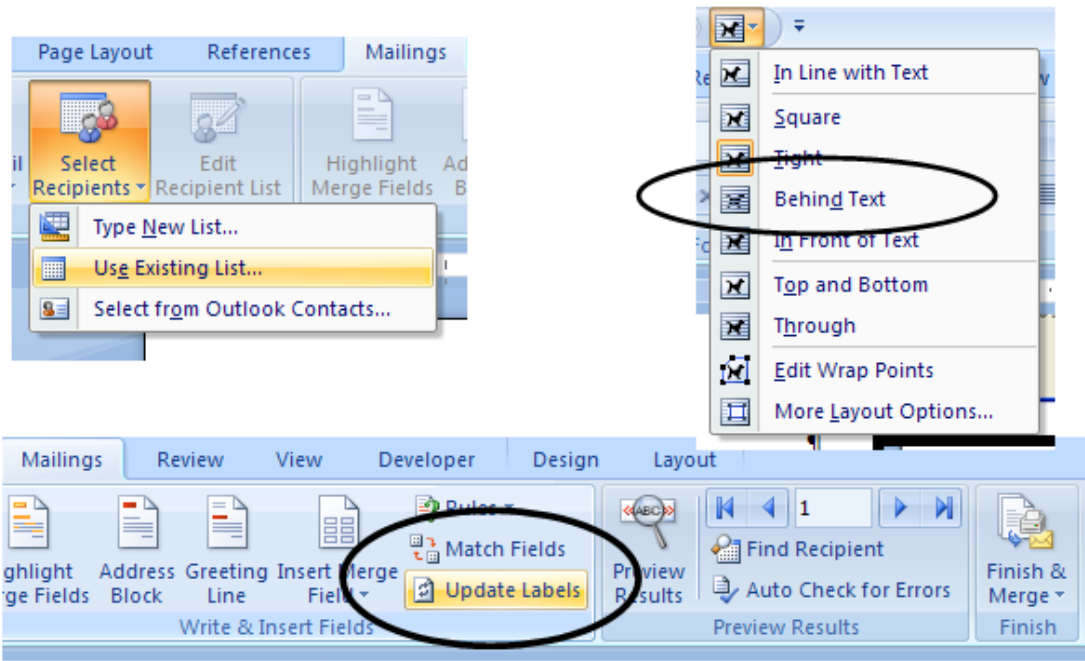 Page Layout References Mailings
Select Recipients
Edit Recipient List
Highlight Merge Fields
Type New List...
Use Existing List...
Select from Outlook Contacts...
In Line with Text
Square
Tight
Behind Text
In Front of Text
Top and Bottom
Through
Edit Wrap Points
More Layout Options...
Mailings Review View Developer Design Layout
ghlight
ge Fields
Address
Block
Greeting
Line
Insert Merge
Field
Rules
Match Fields
Update Labels
Write & Insert Fields
«ABC»
Preview
Results
1
Find Recipient
Auto Check for Errors
Preview Results
Finish &
Merge
Finish